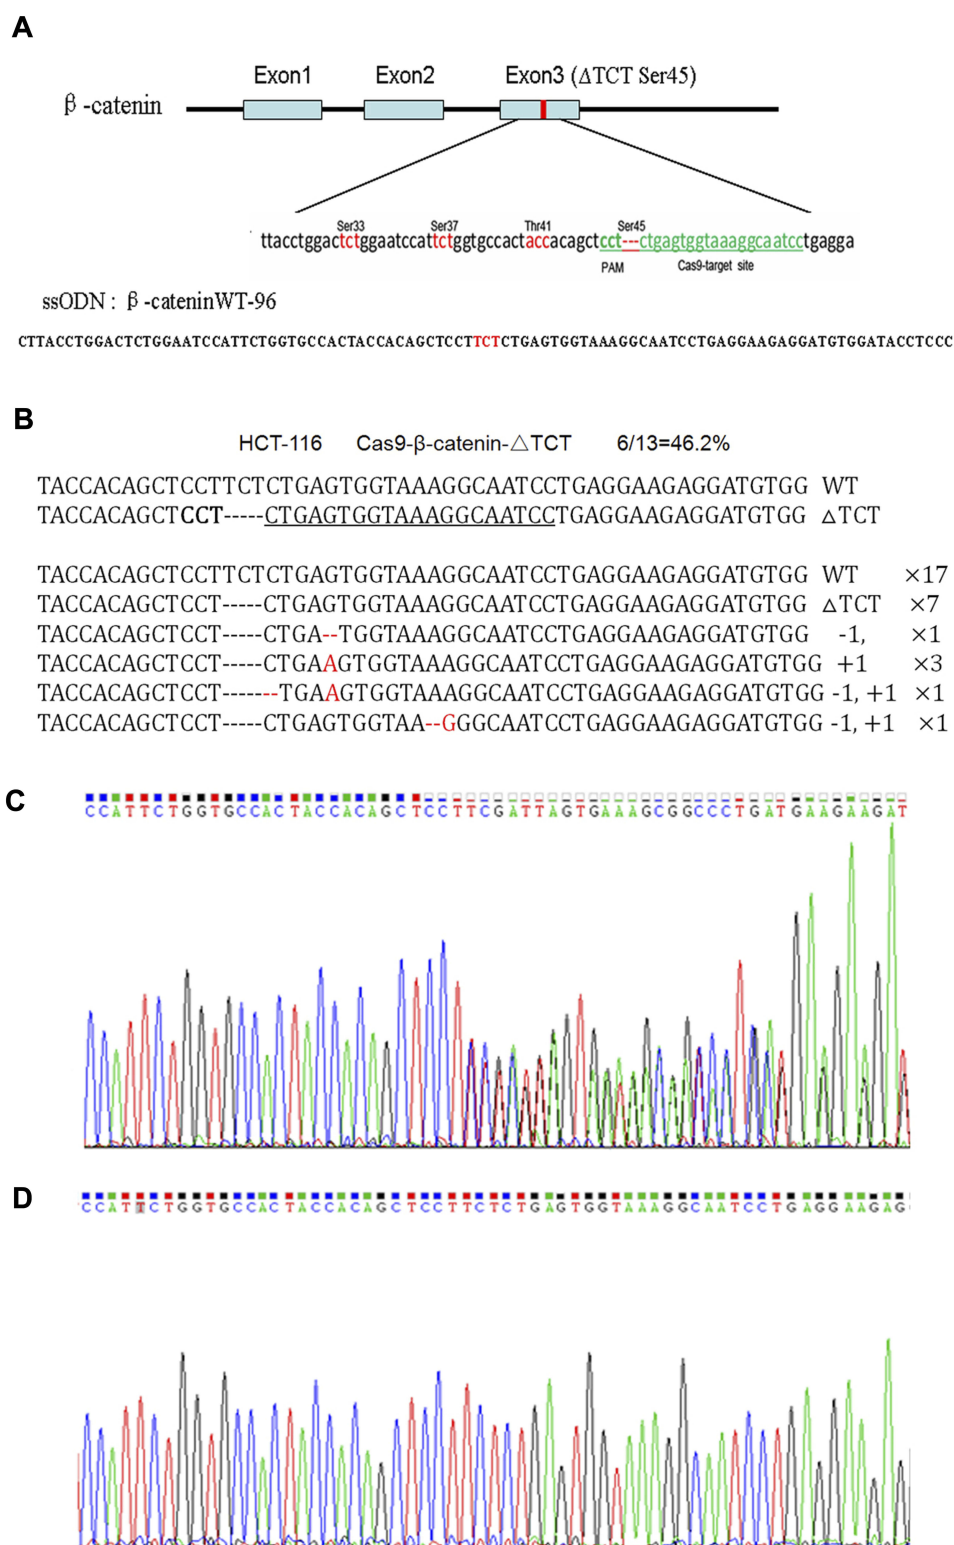 A
Exon1 Exon2 Exon3 (ΔTCT Ser45)
β-catenin
Ser33 Ser37 Thr41 Ser45
ttacctggactctggaatccattctggtgccactaccacagctcct---ctgagtggtaaaggcaatcctgagga
PAM Cas9-target site
ssODN : β-cateninWT-96
CTTACCTGGACTCTGGAATCCATTCTGGTGCCACTACCACAGCTCCTTCTCTGAGTGGTAAAGGCAATCCTGAGGAAGAGGATGTGGATACCTCCC
B
HCT-116 Cas9-β-catenin-△TCT 6/13=46.2%
TACCACAGCTCCTTCTCTGAGTGGTAAAGGCAATCCTGAGGAAGAGGATGTGG WT
TACCACAGCTCCT-----CTGAGTGGTAAAGGCAATCCTGAGGAAGAGGATGTGG △TCT
TACCACAGCTCCTTCTCTGAGTGGTAAAGGCAATCCTGAGGAAGAGGATGTGG WT ×17
TACCACAGCTCCT-----CTGAGTGGTAAAGGCAATCCTGAGGAAGAGGATGTGG △TCT ×7
TACCACAGCTCCT-----CTGA--TGGTAAAGGCAATCCTGAGGAAGAGGATGTGG -1, ×1
TACCACAGCTCCT-----CTGAAGTGGTAAAGGCAATCCTGAGGAAGAGGATGTGG +1 ×3
TACCACAGCTCCT-------TGAAGTGGTAAAGGCAATCCTGAGGAAGAGGATGTGG -1, +1 ×1
TACCACAGCTCCT-----CTGAGTGGTAA--GGGCAATCCTGAGGAAGAGGATGTGG -1, +1 ×1
C
CCATTCTGGTGCCACTACCACAGCTCCTTCGATTAGTGAAAGCGGCCCTGATGAAGAAGAT
D
CCATTCTGGTGCCACTACCACAGCTCCTTCTCTGAGTGGTAAAGGCAATCCTGAGGAAGAG